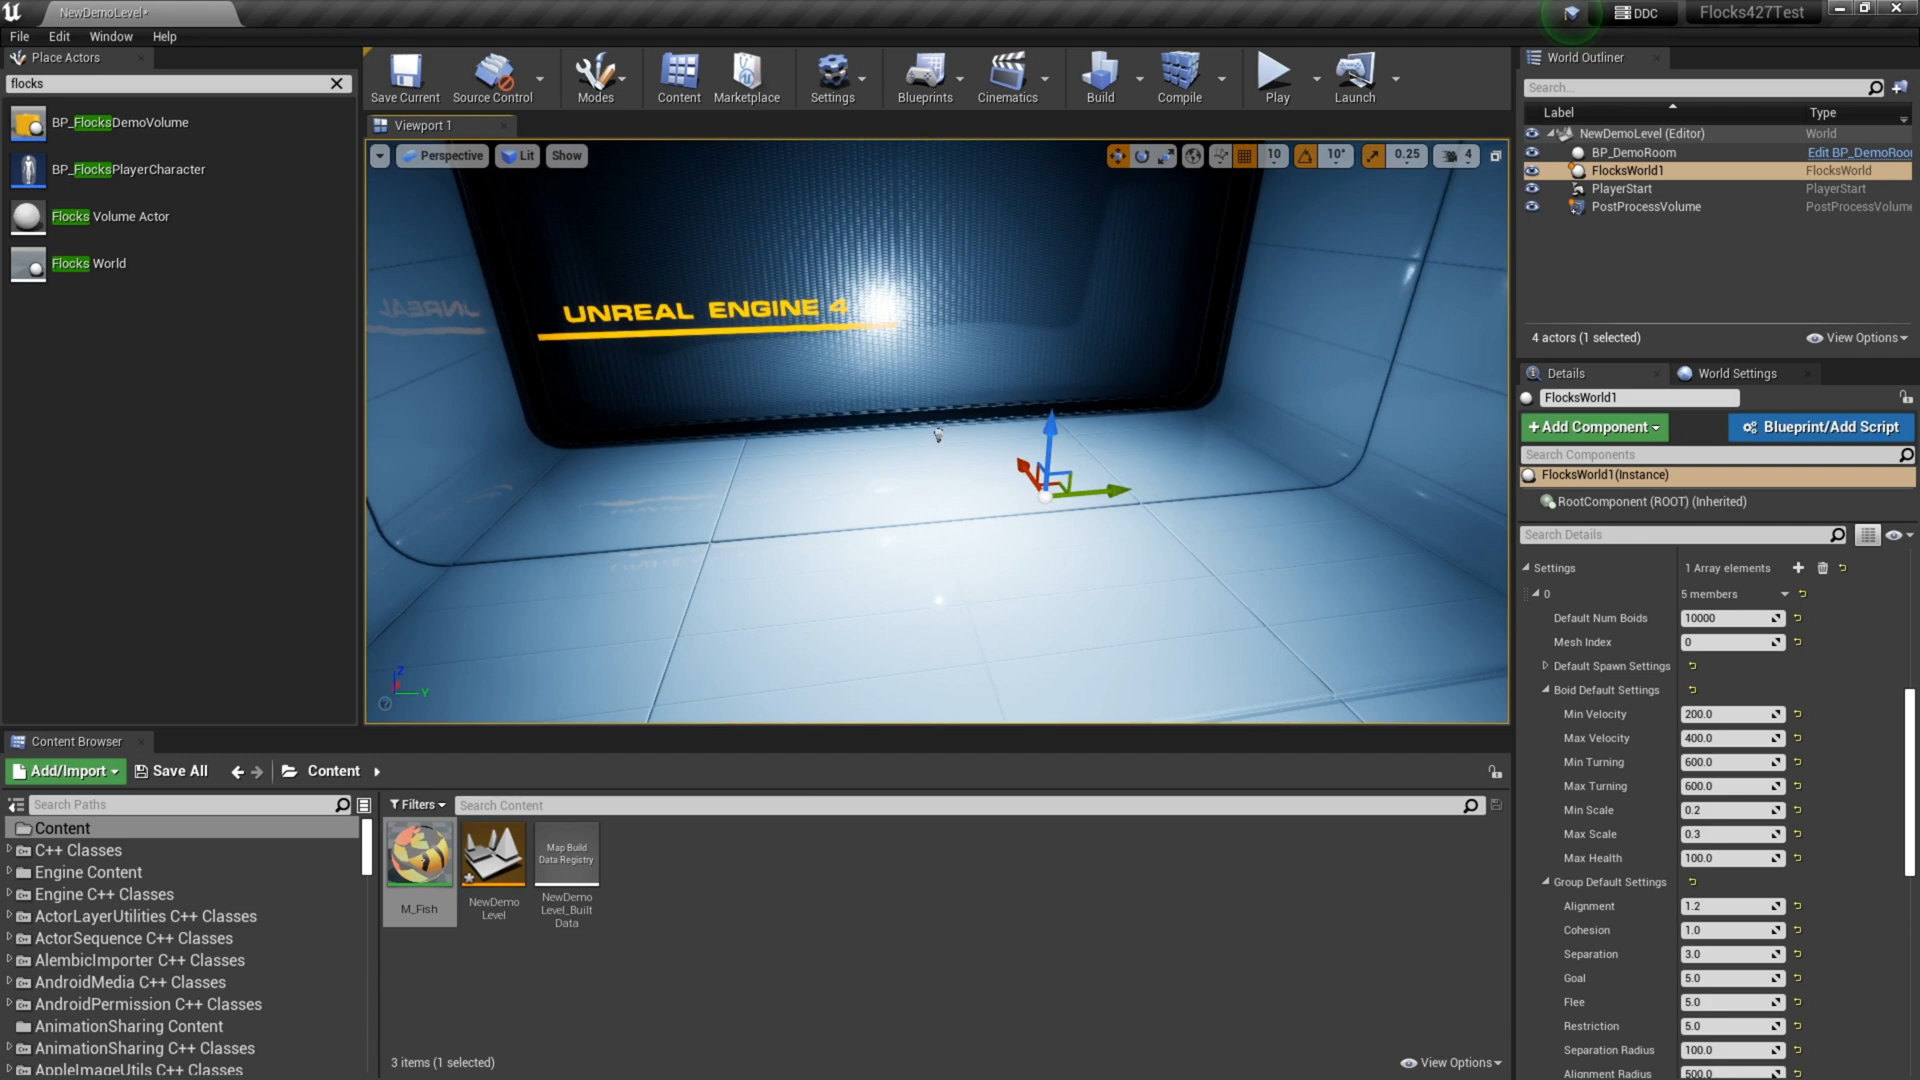 NewDemoLevel*
DDC
Flocks427Test
File Edit Window Help
Place Actors
flocks
BP_FlocksDemoVolume
BP_FlocksPlayerCharacter
Flocks Volume Actor
Flocks World
Save Current
Source Control
Modes
Content
Marketplace
Settings
Blueprints
Cinematics
Build
Compile
Play
Launch
Viewport 1
Perspective
Lit
Show
10
10°
0.25
4
UNREAL ENGINE 4
Z
Y
World Outliner
Search...
Label Type
NewDemoLevel (Editor) World
BP_DemoRoom Edit BP_DemoRoo
FlocksWorld1 FlocksWorld
PlayerStart PlayerStart
PostProcessVolume PostProcessVolume
4 actors (1 selected)
View Options
Details
World Settings
FlocksWorld1
+Add Component
Blueprint/Add Script
Search Components
FlocksWorld1(Instance)
RootComponent (ROOT) (Inherited)
Search Details
Settings 1 Array elements
0 5 members
Default Num Boids 10000
Mesh Index 0
Default Spawn Settings
Boid Default Settings
Min Velocity 200.0
Max Velocity 400.0
Min Turning 600.0
Max Turning 600.0
Min Scale 0.2
Max Scale 0.3
Max Health 100.0
Group Default Settings
Alignment 1.2
Cohesion 1.0
Separation 3.0
Goal 5.0
Flee 5.0
Restriction 5.0
Separation Radius 100.0
Alignment Radius 500.0
Content Browser
Add/Import
Save All
Content
Search Paths
Content
C++ Classes
Engine Content
Engine C++ Classes
ActorLayerUtilities C++ Classes
ActorSequence C++ Classes
AlembicImporter C++ Classes
AndroidMedia C++ Classes
AndroidPermission C++ Classes
AnimationSharing Content
AnimationSharing C++ Classes
AppleImageUtils C++ Classes
Filters
Search Content
M_Fish
NewDemo
Level
Map Build
Data Registry
NewDemo
Level_Built
Data
3 items (1 selected)
View Options